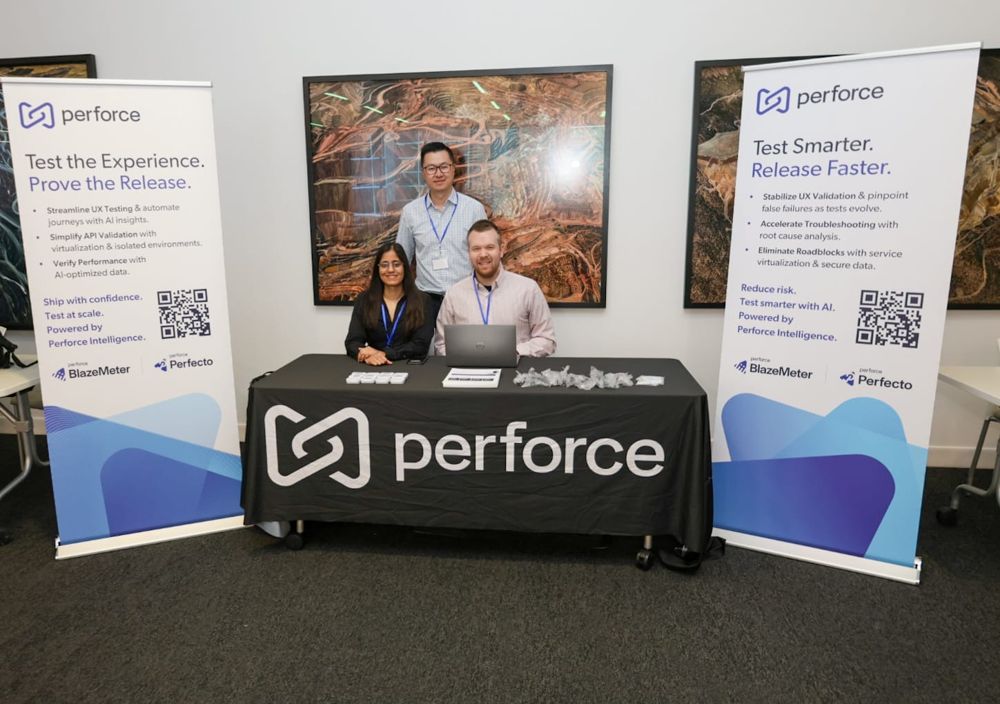 perforce
Test the Experience.
Prove the Release.
• Streamline UX Testing & automate
journeys with AI insights.
• Simplify API Validation with
virtualization & isolated environments.
• Verify Performance with
AI-optimized data.
Ship with confidence.
Test at scale.
Powered by
Perforce Intelligence.
perforce
BlazeMeter
perforce
Perfecto
perforce
perforce
Test Smarter.
Release Faster.
• Stabilize UX Validation & pinpoint
false failures as tests evolve.
• Accelerate Troubleshooting with
root cause analysis.
• Eliminate Roadblocks with service
virtualization & secure data.
Reduce risk.
Test smarter with AI.
Powered by
Perforce Intelligence.
perforce
BlazeMeter
perforce
Perfecto